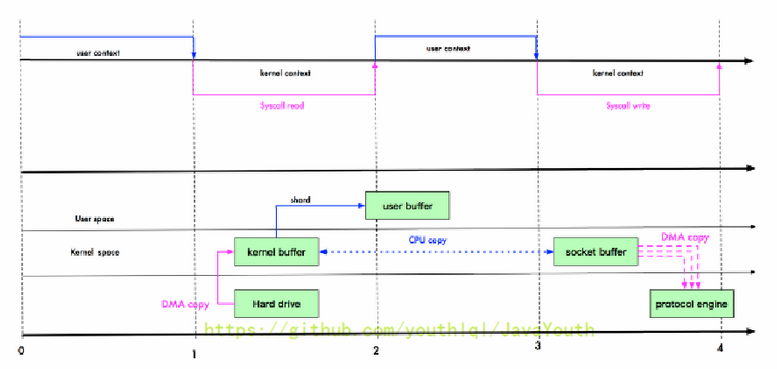 user context
user context
kernel context
kernel context
Syscall read
Syscall write
shard
user buffer
User space
Kernel space
kernel buffer
CPU copy
socket buffer
DMA copy
DMA copy
Hard drive
protocol engine
https://github.com/youthlql/JavaYouth
0
1
2
3
4